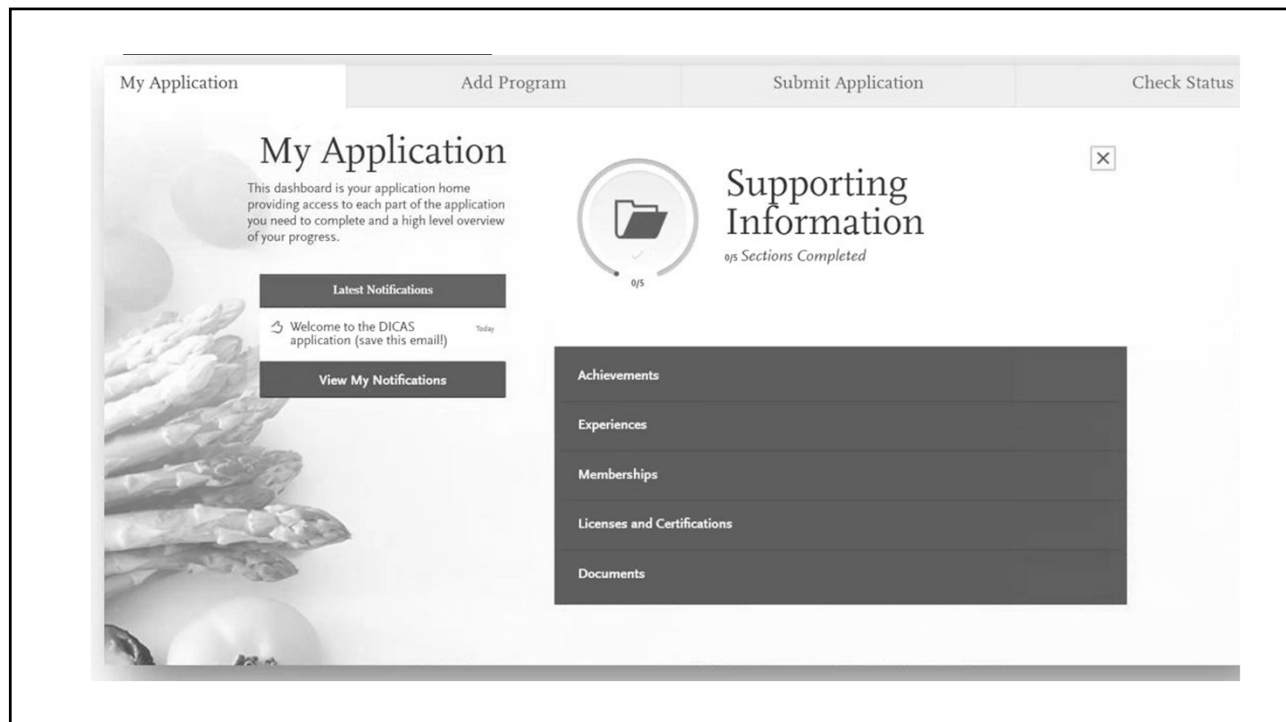 My Application
Add Program
Submit Application
Check Status
My Application
This dashboard is your application home
providing access to each part of the application
you need to complete and a high level overview
of your progress.
Latest Notifications
Welcome to the DICAS
application (save this email!)
Today
View My Notifications
0/5
Supporting
Information
0/5 Sections Completed
Achievements
Experiences
Memberships
Licenses and Certifications
Documents